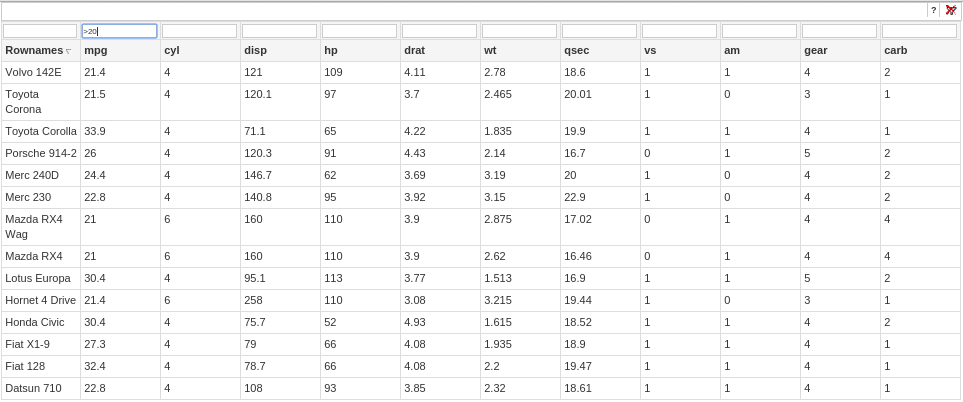 ?
>20
Rownames mpg cyl disp hp drat wt qsec vs am gear carb
Volvo 142E 21.4 4 121 109 4.11 2.78 18.6 1 1 4 2
Toyota 21.5 4 120.1 97 3.7 2.465 20.01 1 0 3 1
Corona
Toyota Corolla 33.9 4 71.1 65 4.22 1.835 19.9 1 1 4 1
Porsche 914-2 26 4 120.3 91 4.43 2.14 16.7 0 1 5 2
Merc 240D 24.4 4 146.7 62 3.69 3.19 20 1 0 4 2
Merc 230 22.8 4 140.8 95 3.92 3.15 22.9 1 0 4 2
Mazda RX4 21 6 160 110 3.9 2.875 17.02 0 1 4 4
Wag
Mazda RX4 21 6 160 110 3.9 2.62 16.46 0 1 4 4
Lotus Europa 30.4 4 95.1 113 3.77 1.513 16.9 1 1 5 2
Hornet 4 Drive 21.4 6 258 110 3.08 3.215 19.44 1 0 3 1
Honda Civic 30.4 4 75.7 52 4.93 1.615 18.52 1 1 4 2
Fiat X1-9 27.3 4 79 66 4.08 1.935 18.9 1 1 4 1
Fiat 128 32.4 4 78.7 66 4.08 2.2 19.47 1 1 4 1
Datsun 710 22.8 4 108 93 3.85 2.32 18.61 1 1 4 1